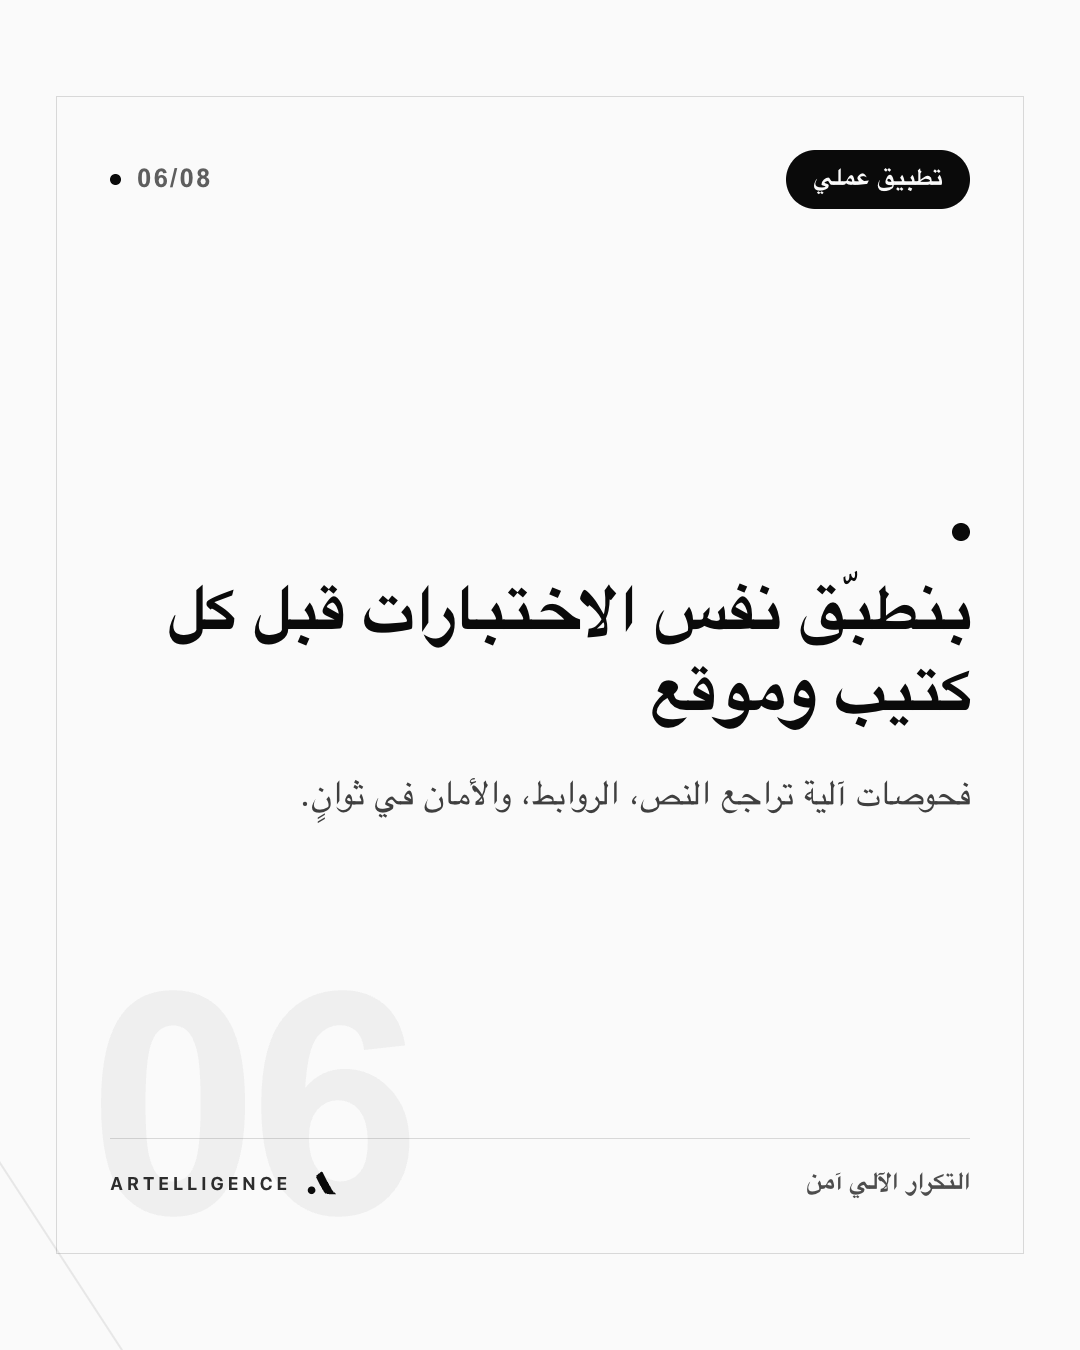 تطبيق عملي
06/08
بنطبّق نفس الاختبارات قبل كل
كتيب وموقع
فحوصات آلية تراجع النص، الروابط، والأمان في ثوانٍ.
06
التكرار الآلي آمن
ARTELLIGENCE